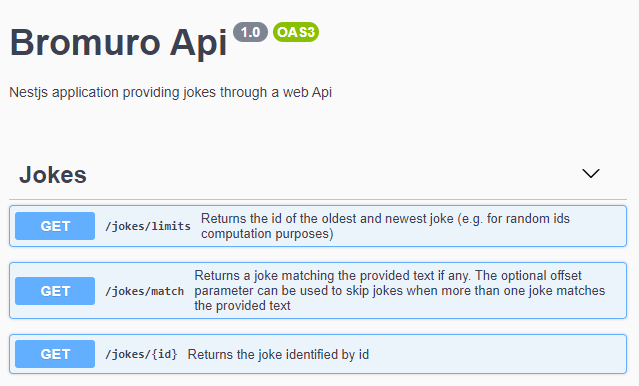 Bromuro Api 1.0 OAS3
Nestjs application providing jokes through a web Api
Jokes
GET /jokes/limits Returns the id of the oldest and newest joke (e.g. for random ids
computation purposes)
GET /jokes/match Returns a joke matching the provided text if any. The optional offset
parameter can be used to skip jokes when more than one joke matches
the provided text
GET /jokes/{id} Returns the joke identified by id